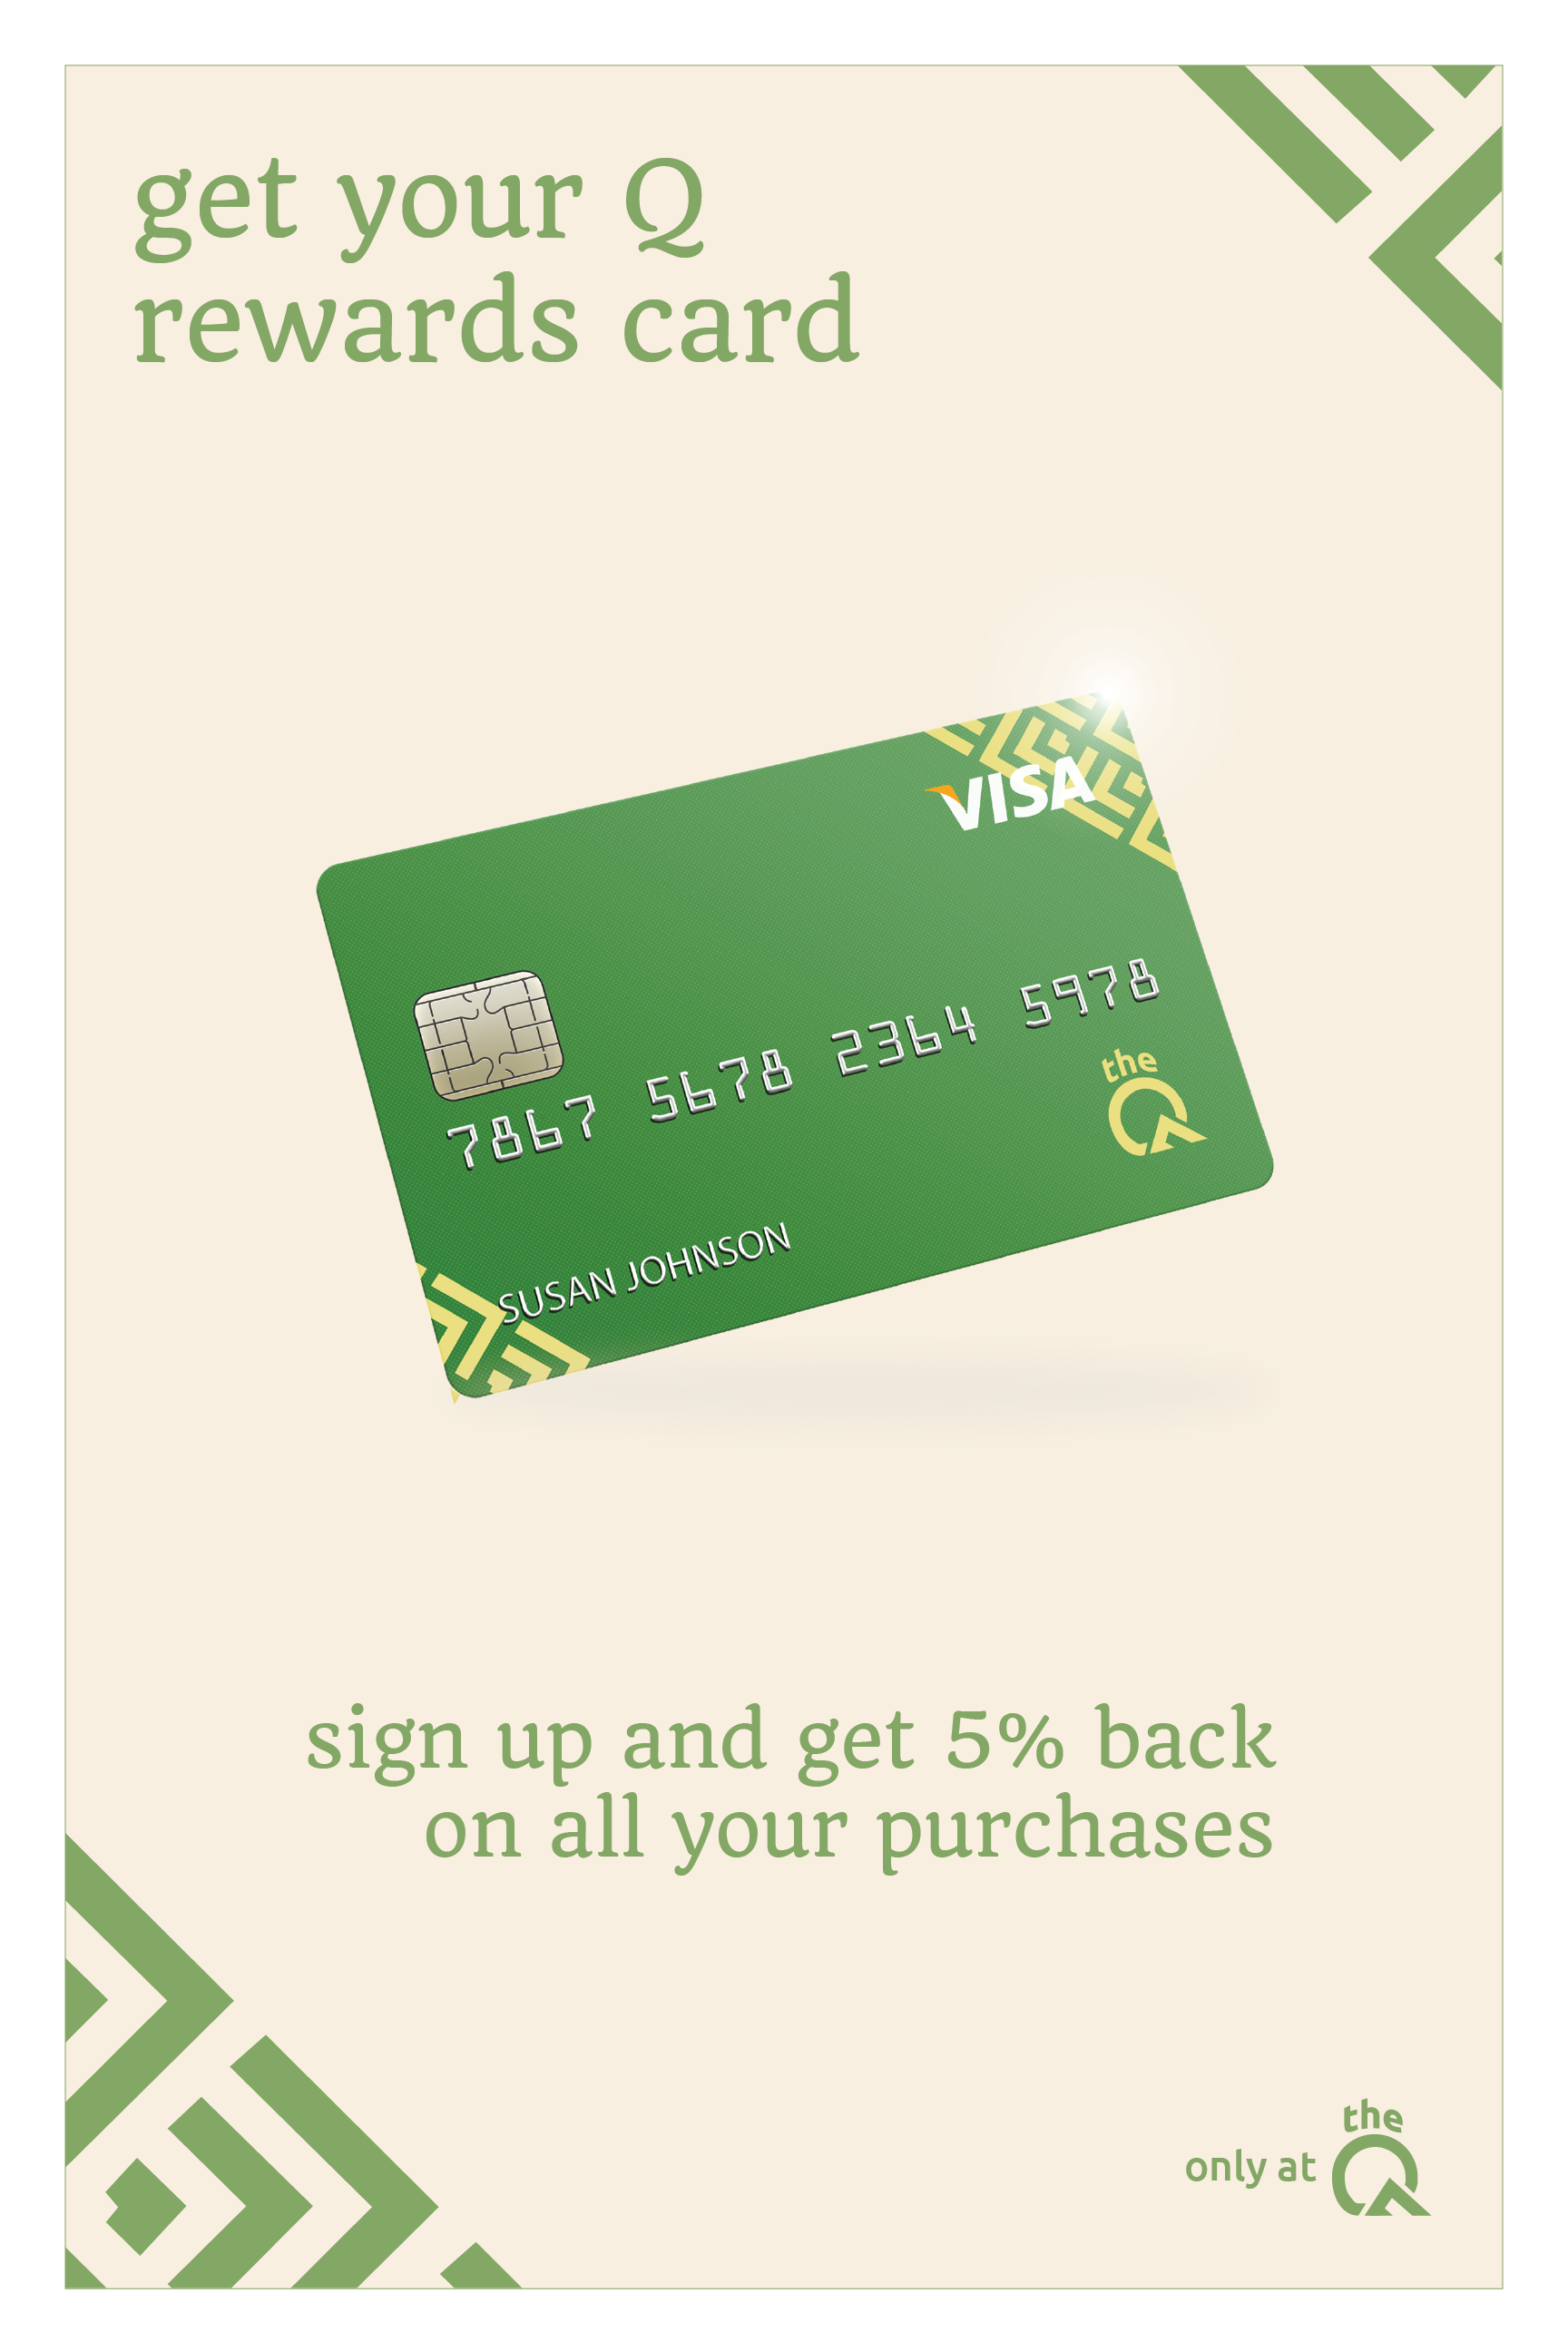 get your Q
rewards card
VISA
7867 5678 2364 5978
the
Q
SUSAN JOHNSON
sign up and get 5% back
on all your purchases
only at the Q